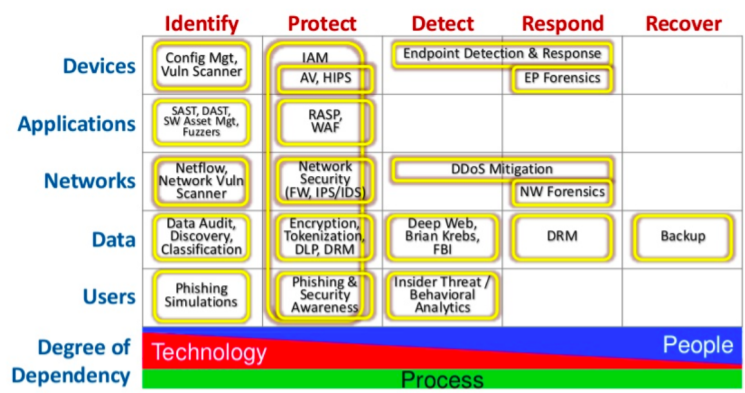 Identify Protect Detect Respond Recover
Devices
Config Mgt,
Vuln Scanner
IAM
AV, HIPS
Endpoint Detection & Response
EP Forensics
Applications
SAST, DAST,
SW Asset Mgt,
Fuzzers
RASP,
WAF
Networks
Netflow,
Network Vuln
Scanner
Network
Security
(FW, IPS/IDS)
DDoS Mitigation
NW Forensics
Data
Data Audit,
Discovery,
Classification
Encryption,
Tokenization,
DLP, DRM
Deep Web,
Brian Krebs,
FBI
DRM
Backup
Users
Phishing
Simulations
Phishing &
Security
Awareness
Insider Threat /
Behavioral
Analytics
Degree of
Dependency
Technology
People
Process